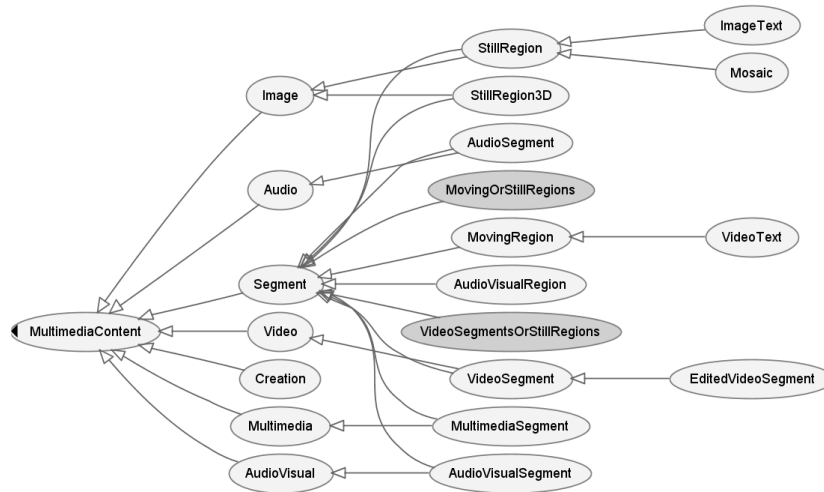 ImageText
StillRegion
Mosaic
Image
StillRegion3D
AudioSegment
Audio
MovingOrStillRegions
MovingRegion
VideoText
Segment
AudioVisualRegion
MultimediaContent
Video
VideoSegmentsOrStillRegions
Creation
VideoSegment
EditedVideoSegment
Multimedia
MultimediaSegment
AudioVisual
AudioVisualSegment